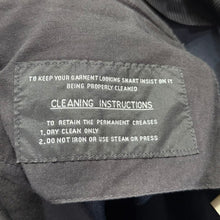 TO KEEP YOUR GARMENT LOOKING SMART INSIST ON IT
BEING PROPERLY CLEANED
CLEANING INSTRUCTIONS
TO RETAIN THE PERMANENT CREASES
1. DRY CLEAN ONLY
2. DO NOT IRON OR USE STEAM OR PRESS